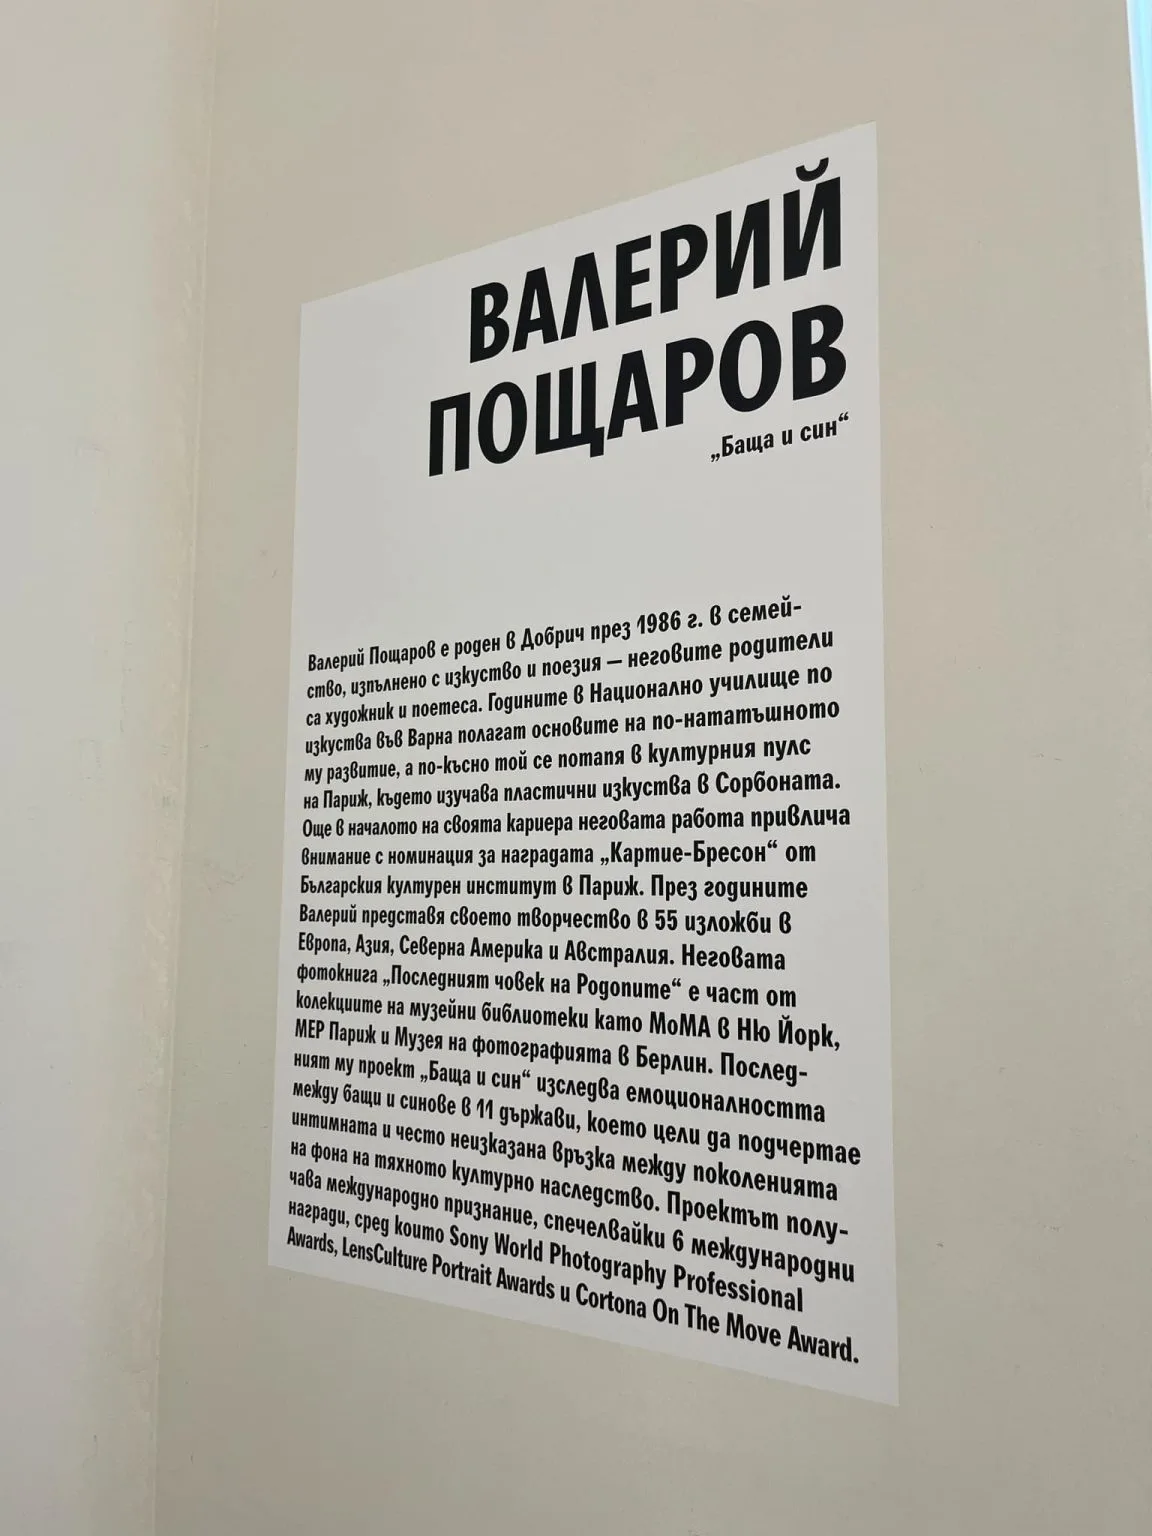 ВАЛЕРИЙ
ПОЩАРОВ
„Баща и син“
Валерий Пощаров е роден в Добрич през 1986 г. в семей-
ство, изпълнено с изкуство и поезия – неговите родители
са художник и поетеса. Годините в Национално училище по
изкуства във Варна полагат основите на по-нататъшното
му развитие, а по-късно той се потапя в културния пулс
на Париж, където изучава пластични изкуства в Сорбоната.
Още в началото на своята кариера неговата работа привлича
внимание с номинация за наградата „Картие-Бресон“ от
Българския културен институт в Париж. През годините
Валерий представя своето творчество в 55 изложби в
Европа, Азия, Северна Америка и Австралия. Неговата
фотокнига „Последният човек на Родопите“ е част от
колекциите на музейни библиотеки като МоМА в Ню Йорк,
МЕР Париж и Музея на фотографията в Берлин. Послед-
ният му проект „Баща и син“ изследва емоционалността
между бащи и синове в 11 държави, което цели да подчертае
интимната и често неизказана връзка между поколенията
на фона на тяхното културно наследство. Проектът полу-
чава международно признание, спечелвайки 6 международни
награди, сред които Sony World Photography Professional
Awards, LensCulture Portrait Awards и Cortona On The Move Award.